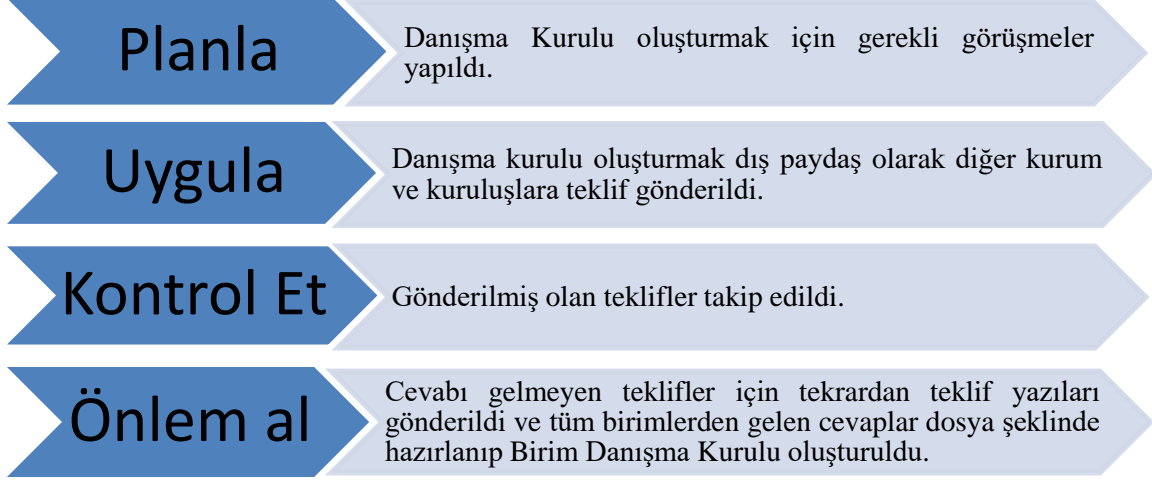 Planla
Danışma Kurulu oluşturmak için gerekli görüşmeler
yapıldı.
Uygula
Danışma kurulu oluşturmak dış paydaş olarak diğer kurum
ve kuruluşlara teklif gönderildi.
Kontrol Et
Gönderilmiş olan teklifler takip edildi.
Önlem al
Cevabı gelmeyen teklifler için tekrardan teklif yazıları
gönderildi ve tüm birimlerden gelen cevaplar dosya şeklinde
hazırlanıp Birim Danışma Kurulu oluşturuldu.